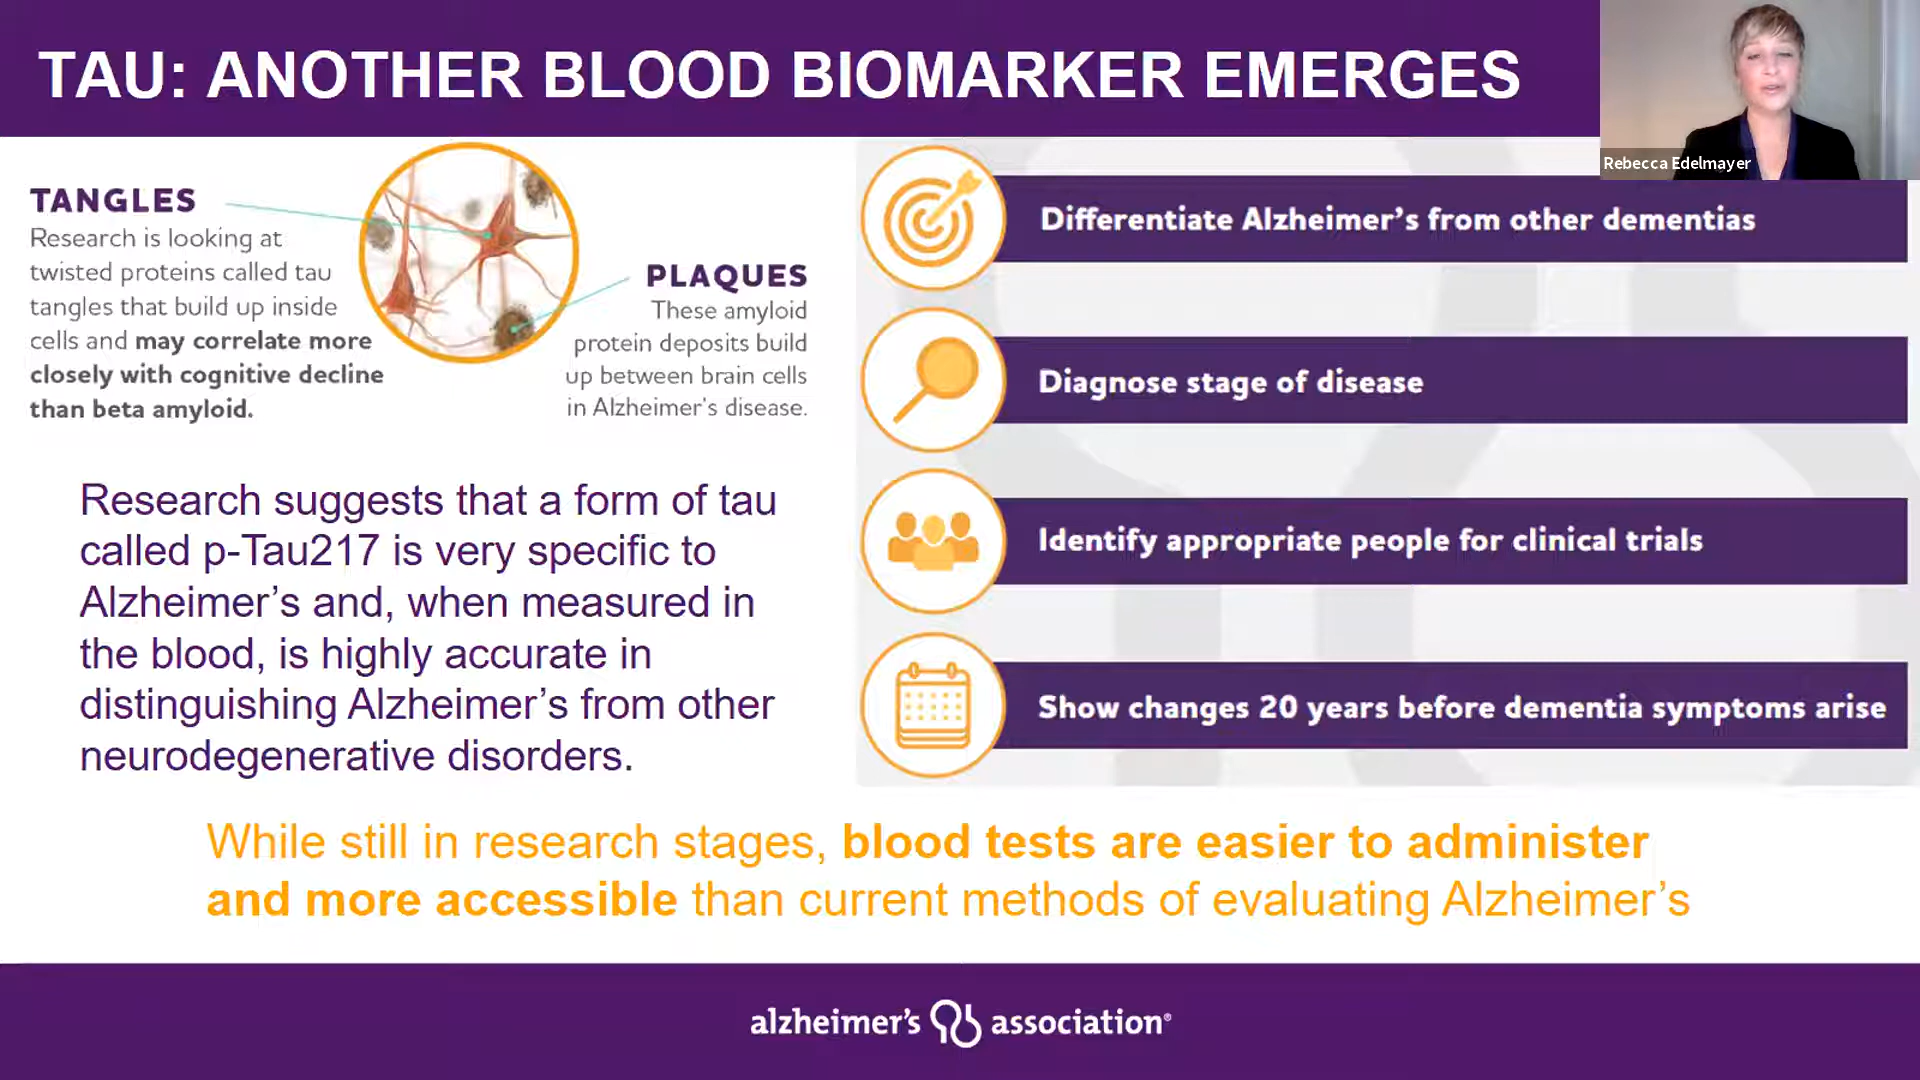 TAU: ANOTHER BLOOD BIOMARKER EMERGES
Rebecca Edelmayer
TANGLES
Research is looking at
twisted proteins called tau
tangles that build up inside
cells and may correlate more
closely with cognitive decline
than beta amyloid.
PLAQUES
These amyloid
protein deposits build
up between brain cells
in Alzheimer's disease.
Research suggests that a form of tau
called p-Tau217 is very specific to
Alzheimer’s and, when measured in
the blood, is highly accurate in
distinguishing Alzheimer’s from other
neurodegenerative disorders.
Differentiate Alzheimer’s from other dementias
Diagnose stage of disease
Identify appropriate people for clinical trials
Show changes 20 years before dementia symptoms arise
While still in research stages, blood tests are easier to administer
and more accessible than current methods of evaluating Alzheimer’s
alzheimer’s association®